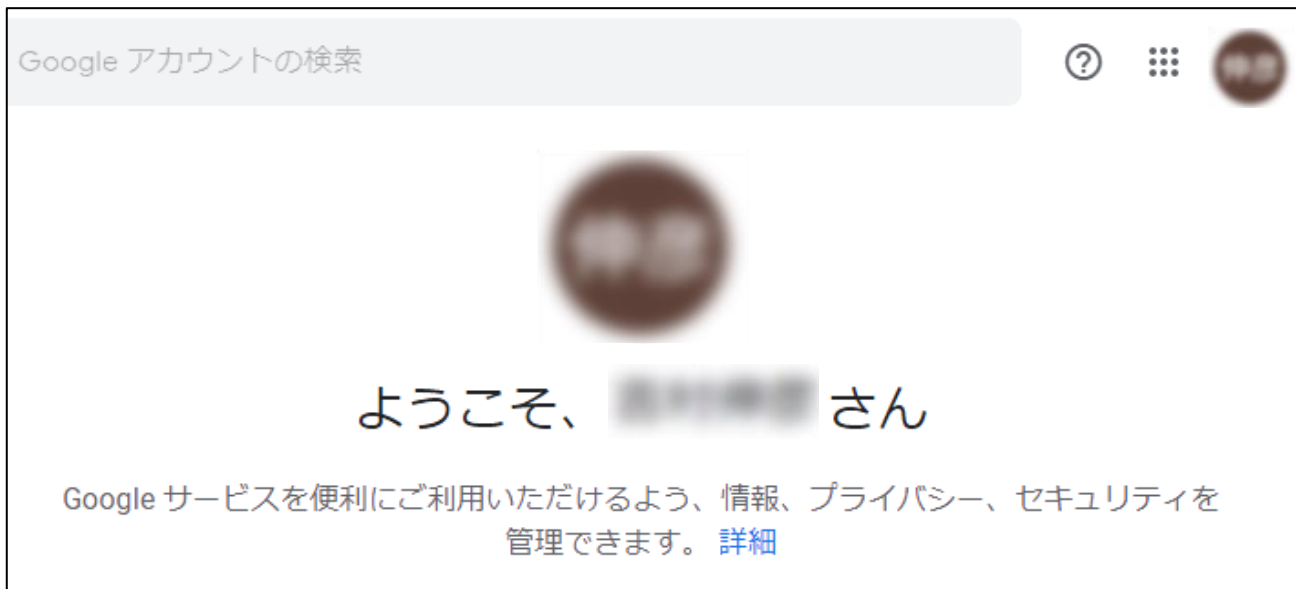 Google アカウントの検索
ようこそ、 さん
Google サービスを便利にご利用いただけるよう、情報、プライバシー、セキュリティを
管理できます。 詳細